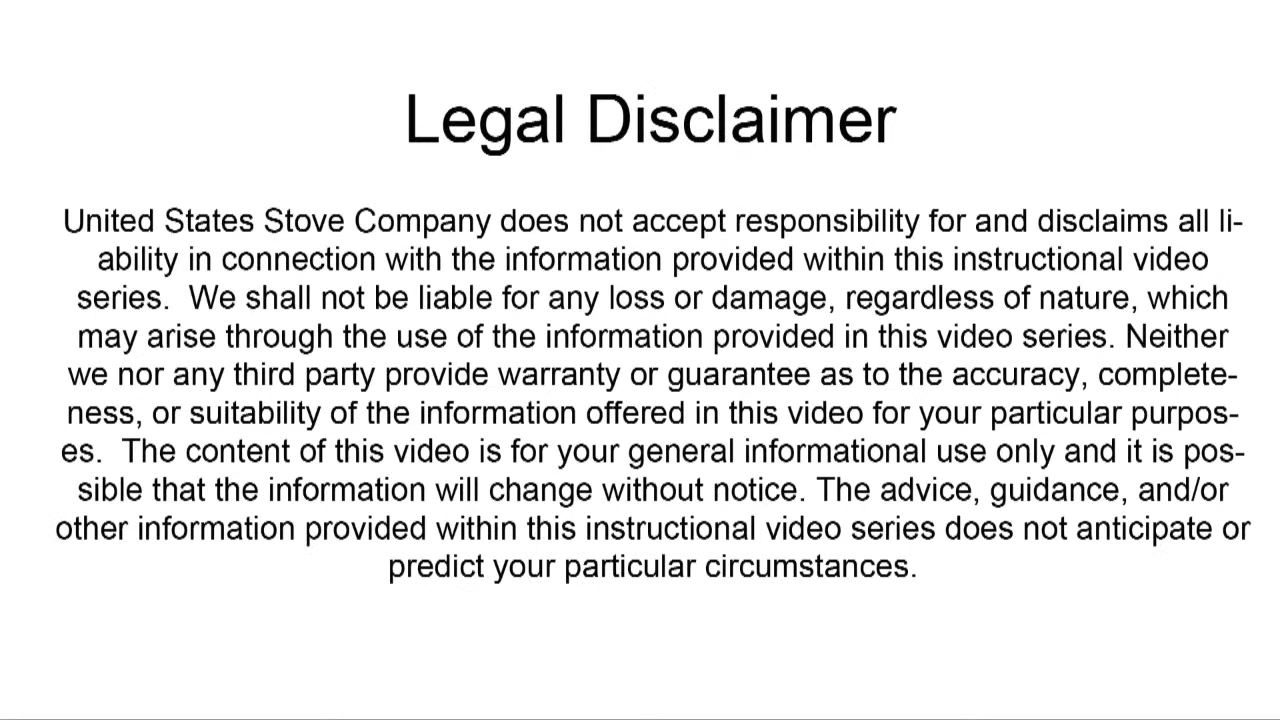 Legal Disclaimer
United States Stove Company does not accept responsibility for and disclaims all li-
ability in connection with the information provided within this instructional video
series.  We shall not be liable for any loss or damage, regardless of nature, which
may arise through the use of the information provided in this video series. Neither
we nor any third party provide warranty or guarantee as to the accuracy, complete-
ness, or suitability of the information offered in this video for your particular purpos-
es.  The content of this video is for your general informational use only and it is pos-
sible that the information will change without notice. The advice, guidance, and/or
other information provided within this instructional video series does not anticipate or
predict your particular circumstances.